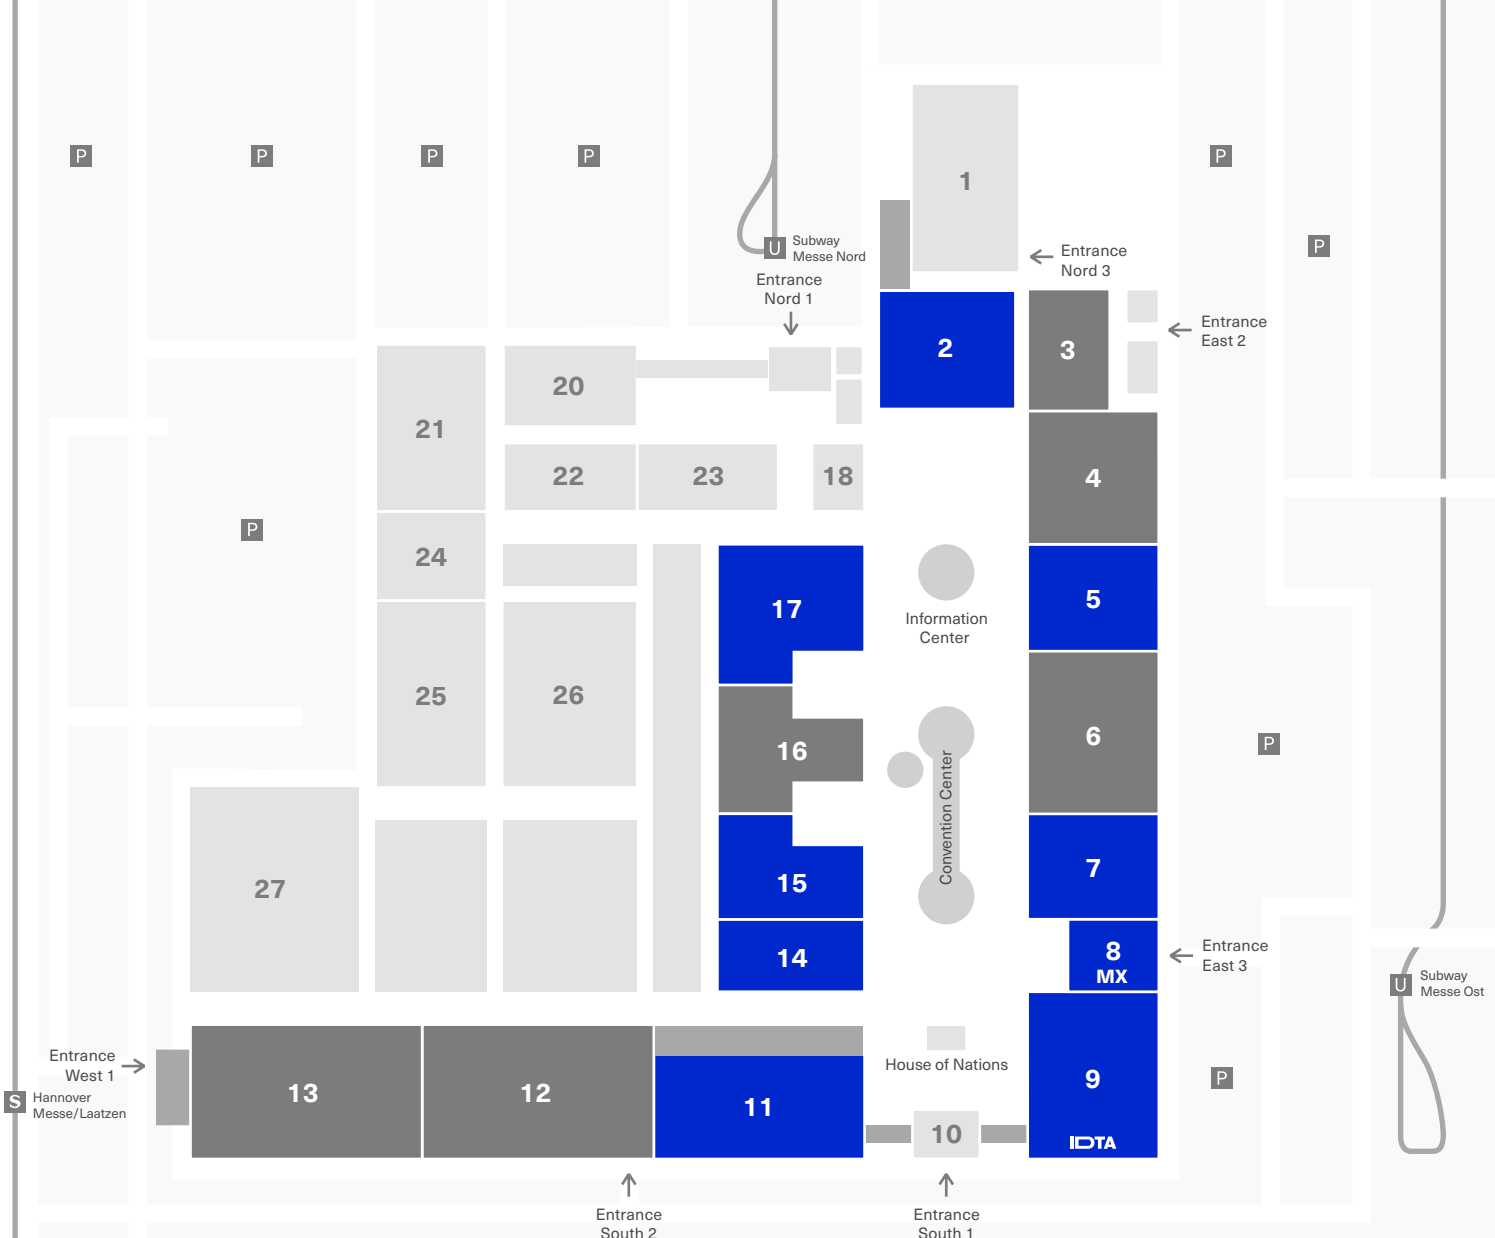 P
P
P
P
P
1
U
Subway
Messe Nord
P
Entrance
Nord 3
Entrance
Nord 1
Entrance
East 2
2
3
20
21
22
23
18
4
P
24
17
5
Information
Center
25
26
16
6
P
Convention Center
27
15
7
14
8
MX
Entrance
East 3
U
Subway
Messe Ost
Entrance
West 1
House of Nations
S
Hannover
Messe/Laatzen
13
12
11
10
9
IDTA
P
Entrance
South 2
Entrance
South 1